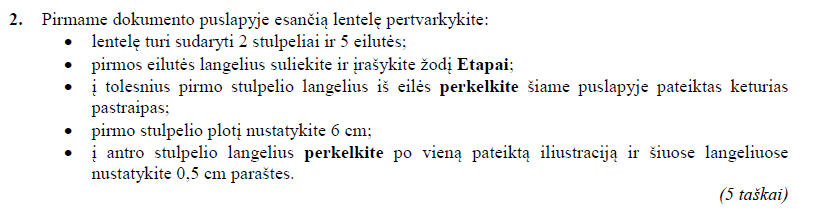 2. Pirmame dokumento puslapyje esančią lentelę pertvarkykite:
• lentelę turi sudaryti 2 stulpeliai ir 5 eilutės;
• pirmos eilutės langelius suliekite ir įrašykite žodį Etapai;
• į tolesnius pirmo stulpelio langelius iš eilės perkelkite šiame puslapyje pateiktas keturias
pastraipas;
• pirmo stulpelio plotį nustatykite 6 cm;
• į antro stulpelio langelius perkelkite po vieną pateiktą iliustraciją ir šiuose langeliuose
nustatykite 0,5 cm paraštes.
(5 taškai)